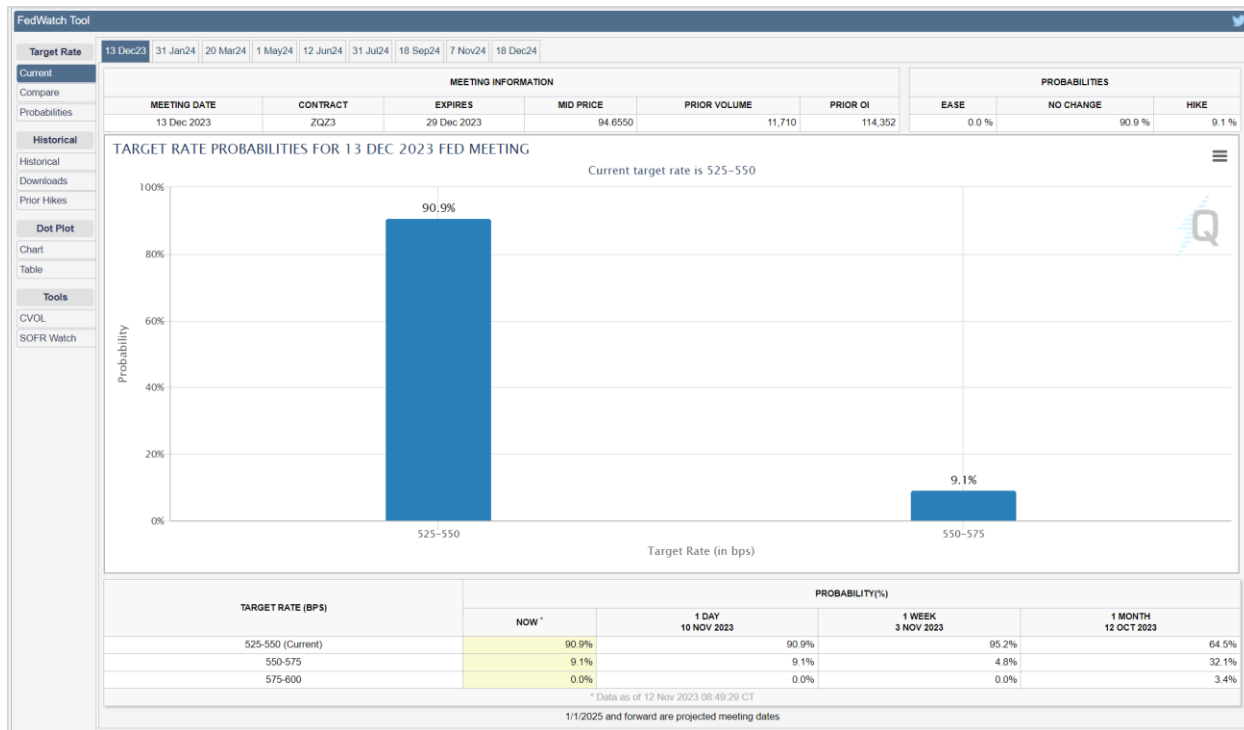 FedWatch Tool
Target Rate
Current
Compare
Probabilities
Historical
Historical
Downloads
Prior Hikes
Dot Plot
Chart
Table
Tools
CVOL
SOFR Watch
13 Dec23 31 Jan24 20 Mar24 1 May24 12 Jun24 31 Jul24 18 Sep24 7 Nov24 18 Dec24
MEETING INFORMATION
MEETING DATE CONTRACT EXPIRES MID PRICE PRIOR VOLUME PRIOR OI
13 Dec 2023 ZQZ3 29 Dec 2023 94.6550 11,710 114,352
PROBABILITIES
EASE NO CHANGE HIKE
0.0 % 90.9 % 9.1 %
TARGET RATE PROBABILITIES FOR 13 DEC 2023 FED MEETING
Current target rate is 525-550
Probability
100%
80%
60%
40%
20%
0%
90.9%
9.1%
525-550 550-575
Target Rate (in bps)
Q
TARGET RATE (BPS) PROBABILITY(%)
NOW * 1 DAY 10 NOV 2023 1 WEEK 3 NOV 2023 1 MONTH 12 OCT 2023
525-550 (Current) 90.9% 90.9% 95.2% 64.5%
550-575 9.1% 9.1% 4.8% 32.1%
575-600 0.0% 0.0% 0.0% 3.4%
* Data as of 12 Nov 2023 08:49:29 CT
1/1/2025 and forward are projected meeting dates